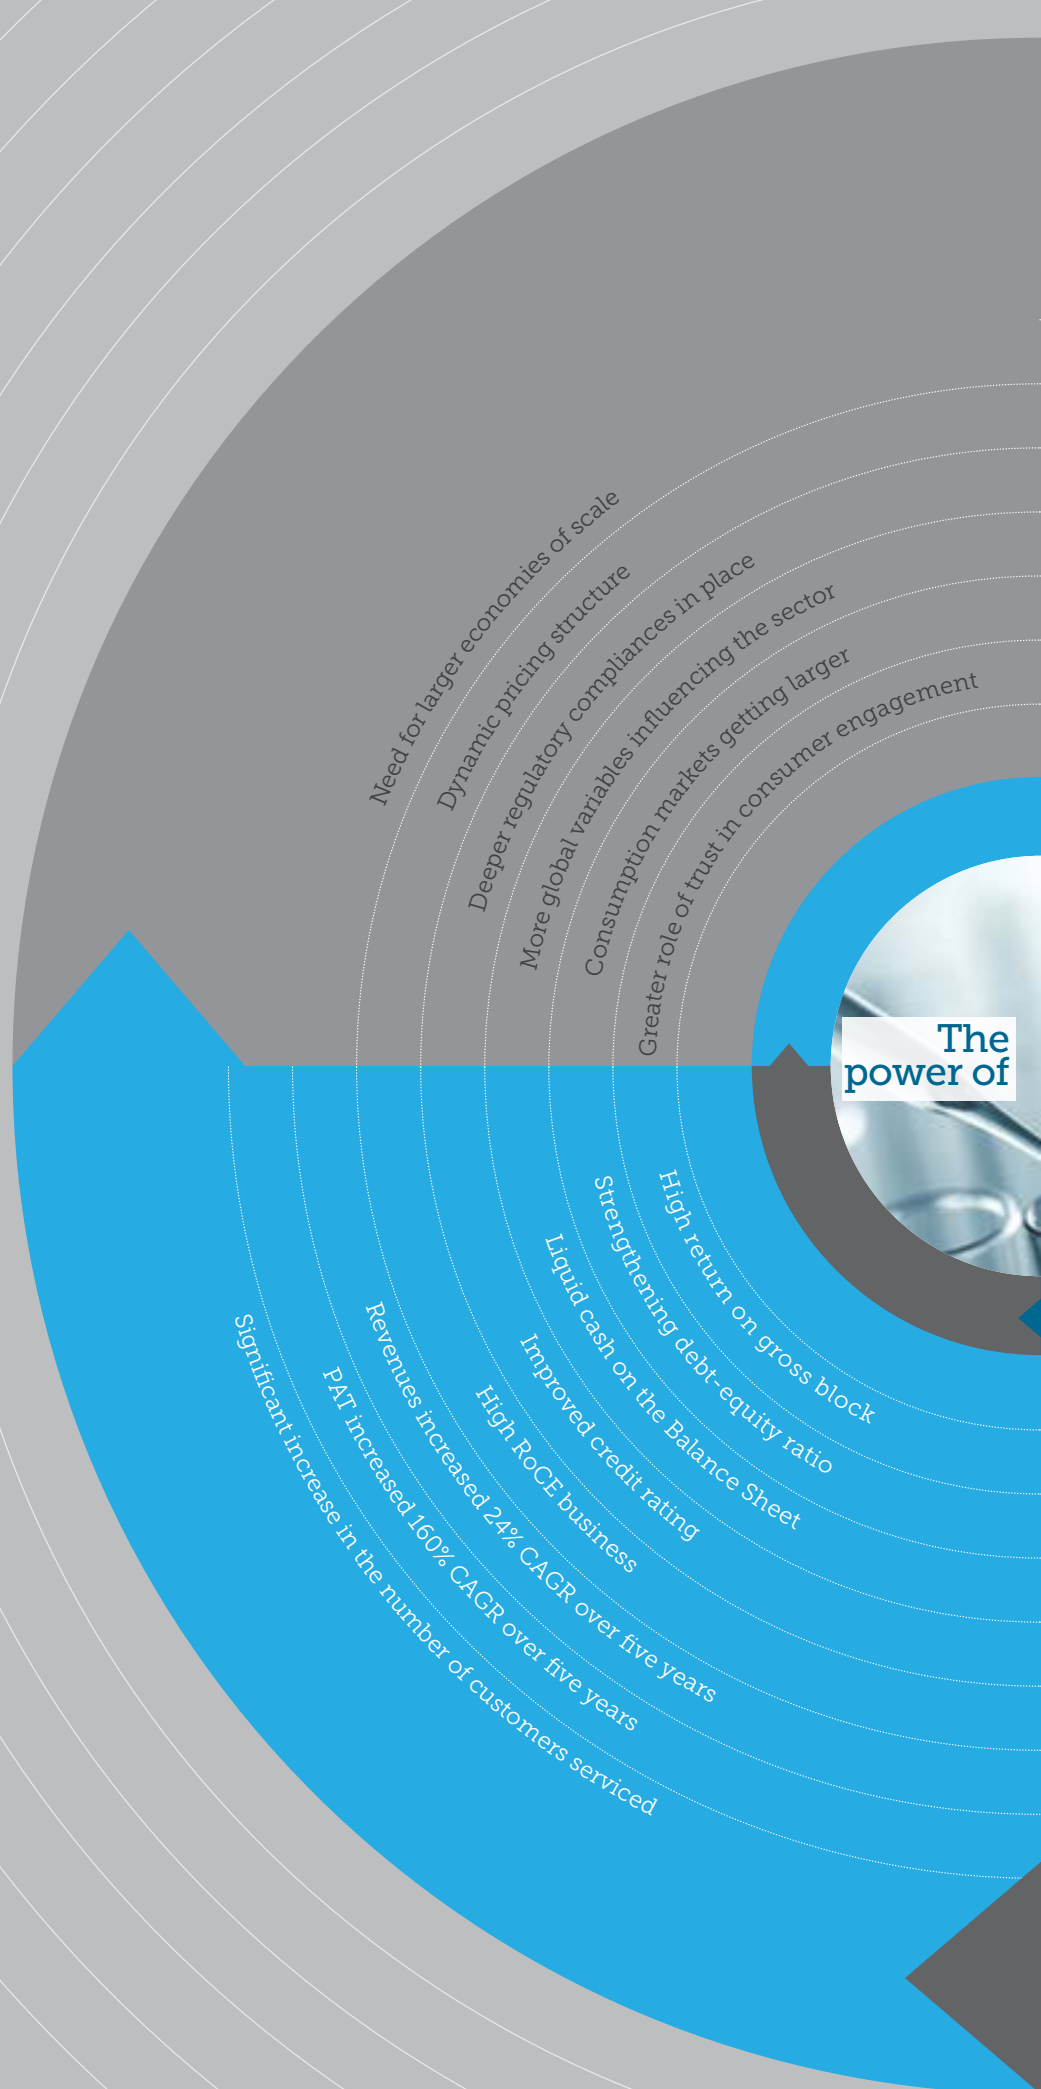 Need for larger economies of scale
Dynamic pricing structure
Deeper regulatory compliances in place
More global variables influencing the sector
Consumption markets getting larger
Greater role of trust in consumer engagement
The
power of
High return on gross block
Strengthening debt-equity ratio
Liquid cash on the Balance Sheet
Improved credit rating
High RoCE business
Revenues increased 24% CAGR over five years
PAT increased 160% CAGR over five years
Significant increase in the number of customers serviced